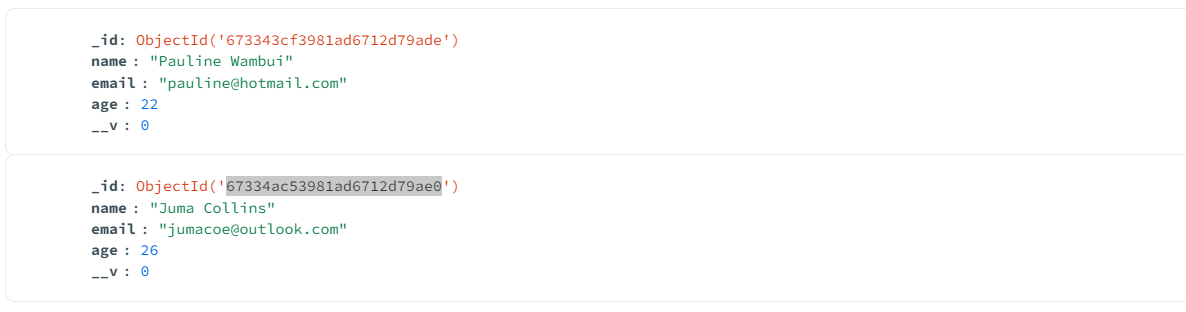 _id: ObjectId('673343cf3981ad6712d79ade')
name : "Pauline Wambui"
email : "pauline@hotmail.com"
age : 22
__v : 0
_id: ObjectId('67334ac53981ad6712d79ae0')
name : "Juma Collins"
email : "jumacoe@outlook.com"
age : 26
__v : 0